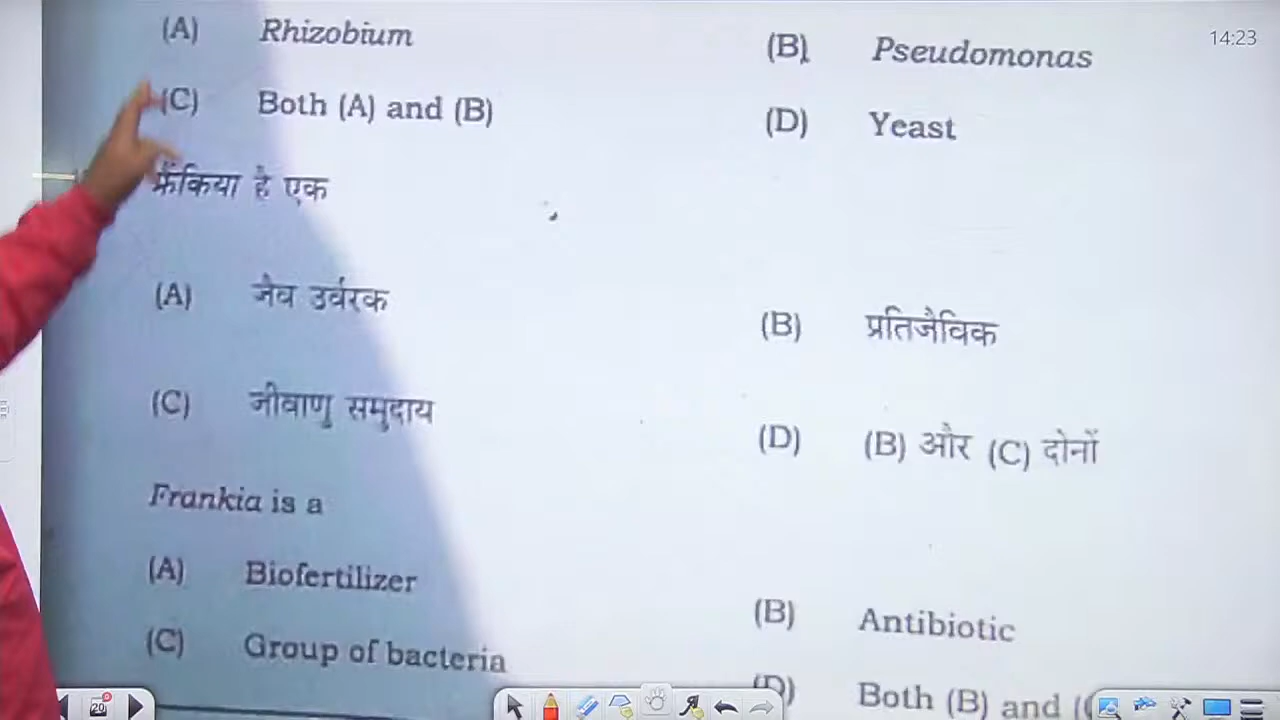 14:23
(A) Rhizobium (B) Pseudomonas
(C) Both (A) and (B) (D) Yeast
फ्रैंकिया है एक
(A) जैव उर्वरक (B) प्रतिजैविक
(C) जीवाणु समुदाय (D) (B) और (C) दोनों
Frankia is a
(A) Biofertilizer (B) Antibiotic
(C) Group of bacteria (D) Both (B) and
20